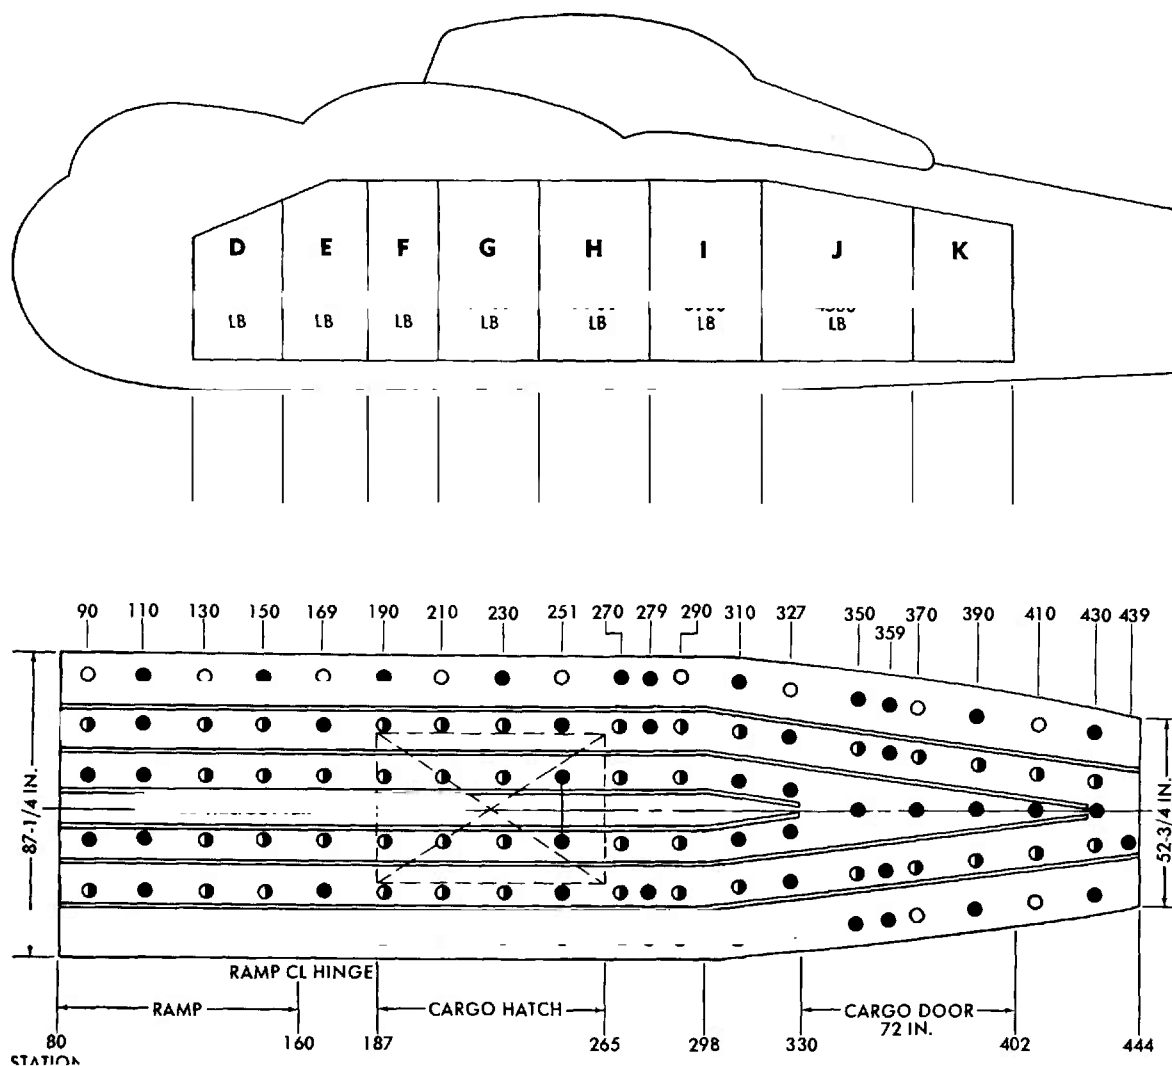 D E F G H I J K
LB LB LB LB LB LB LB
90 110 130 150 169 190 210 230 251 270 279 290 310 327 350 359 370 390 410 430 439
87-1/4 IN.
52-3/4 IN.
RAMP CL HINGE
RAMP CARGO HATCH CARGO DOOR
72 IN.
80 160 187 265 298 330 402 444
STATION